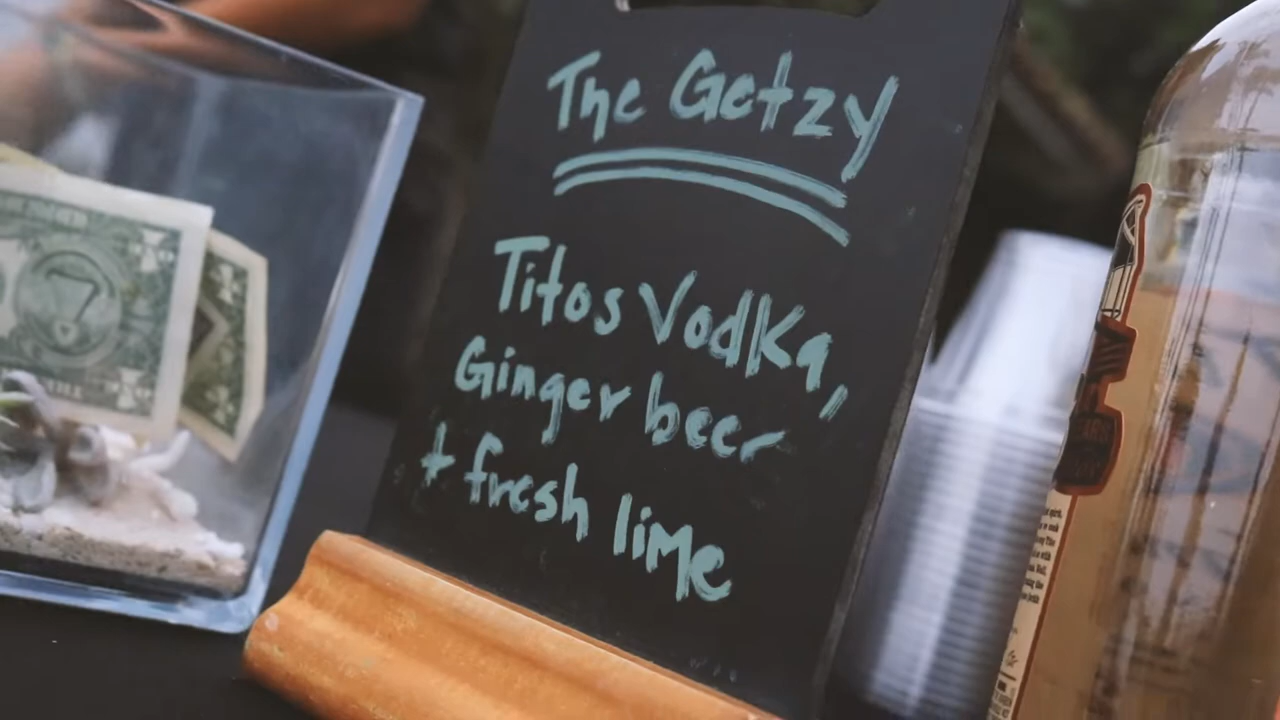 The Getzy
Titos Vodka,
Ginger beer
+ fresh lime